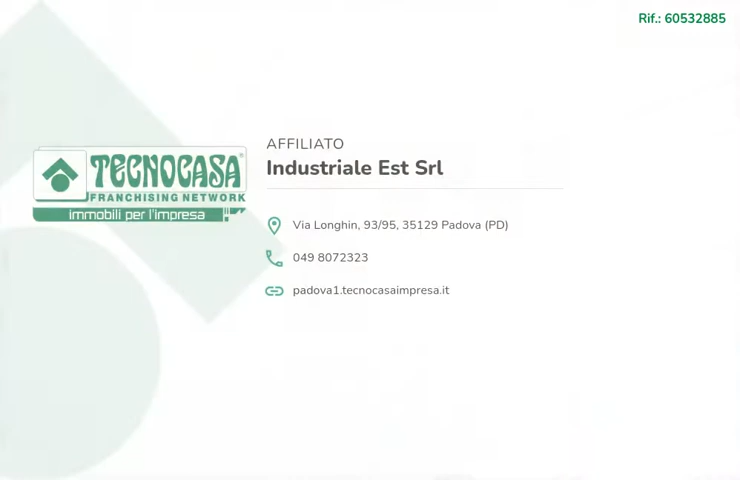 Rif.: 60532885
AFFILIATO
Industriale Est Srl
TECNOCASA®
FRANCHISING NETWORK
immobili per l'impresa
Via Longhin, 93/95, 35129 Padova (PD)
049 8072323
padova1.tecnocasaimpresa.it